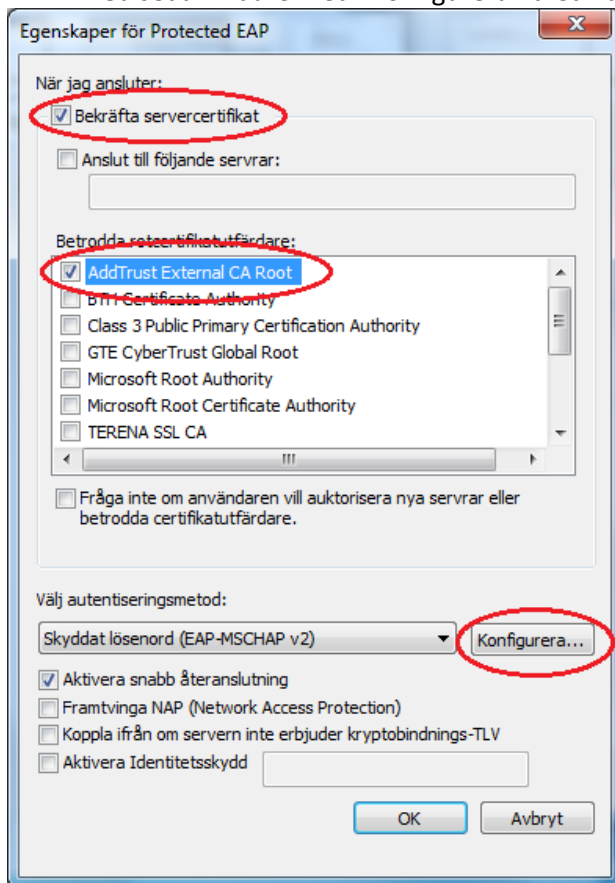 Egenskaper för Protected EAP
När jag ansluter:
Bekräfta servercertifikat
Anslut till följande servrar:
Betrodda rotcertifikatutfärdare:
AddTrust External CA Root
BTH Certificate Authority
Class 3 Public Primary Certification Authority
GTE CyberTrust Global Root
Microsoft Root Authority
Microsoft Root Certificate Authority
TERENA SSL CA
Fråga inte om användaren vill auktorisera nya servrar eller
betrodda certifikatutfärdare.
Välj autentiseringsmetod:
Skyddat lösenord (EAP-MSCHAP v2)
Konfigurera...
Aktivera snabb återanslutning
Framtvinga NAP (Network Access Protection)
Koppla ifrån om servern inte erbjuder kryptobindnings-TLV
Aktivera Identitetsskydd
OK
Avbryt